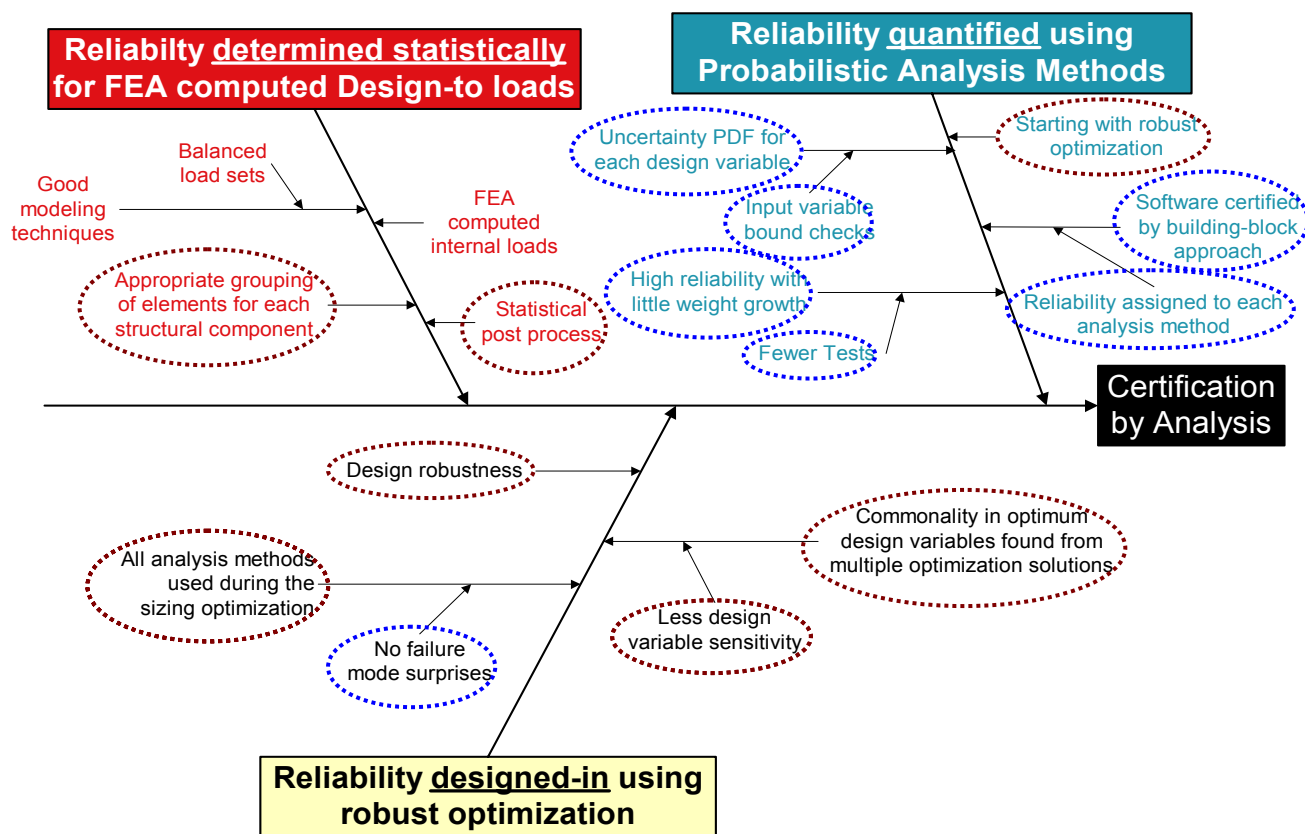 Reliabilty determined statistically
for FEA computed Design-to loads
Reliability quantified using
Probabilistic Analysis Methods
Balanced
load sets
Good
modeling
techniques
FEA
computed
internal loads
Appropriate grouping
of elements for each
structural component
Statistical
post process
Uncertainty PDF for
each design variable
Starting with robust
optimization
Input variable
bound checks
Software certified
by building-block
approach
High reliability with
little weight growth
Reliability assigned to each
analysis method
Fewer Tests
Certification
by Analysis
Design robustness
Commonality in optimum
design variables found from
multiple optimization solutions
All analysis methods
used during the
sizing optimization
Less design
variable sensitivity
No failure
mode surprises
Reliability designed-in using
robust optimization